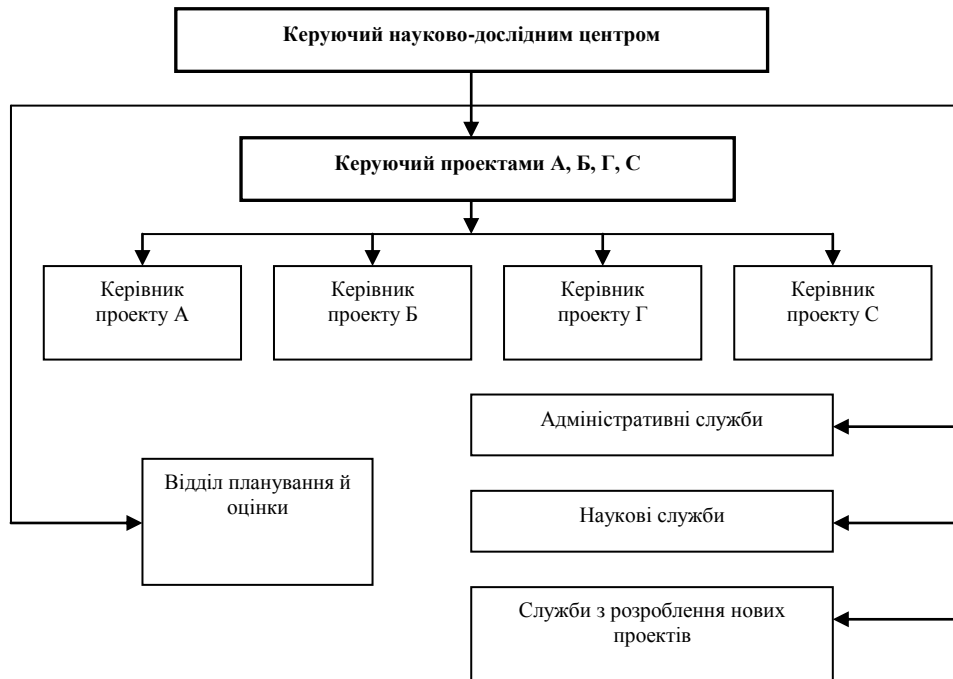 Керуючий науково-дослідним центром
Керуючий проектами А, Б, Г, С
Керівник
проекту А
Керівник
проекту Б
Керівник
проекту Г
Керівник
проекту С
Адміністративні служби
Відділ планування й
оцінки
Наукові служби
Служби з розроблення нових
проектів